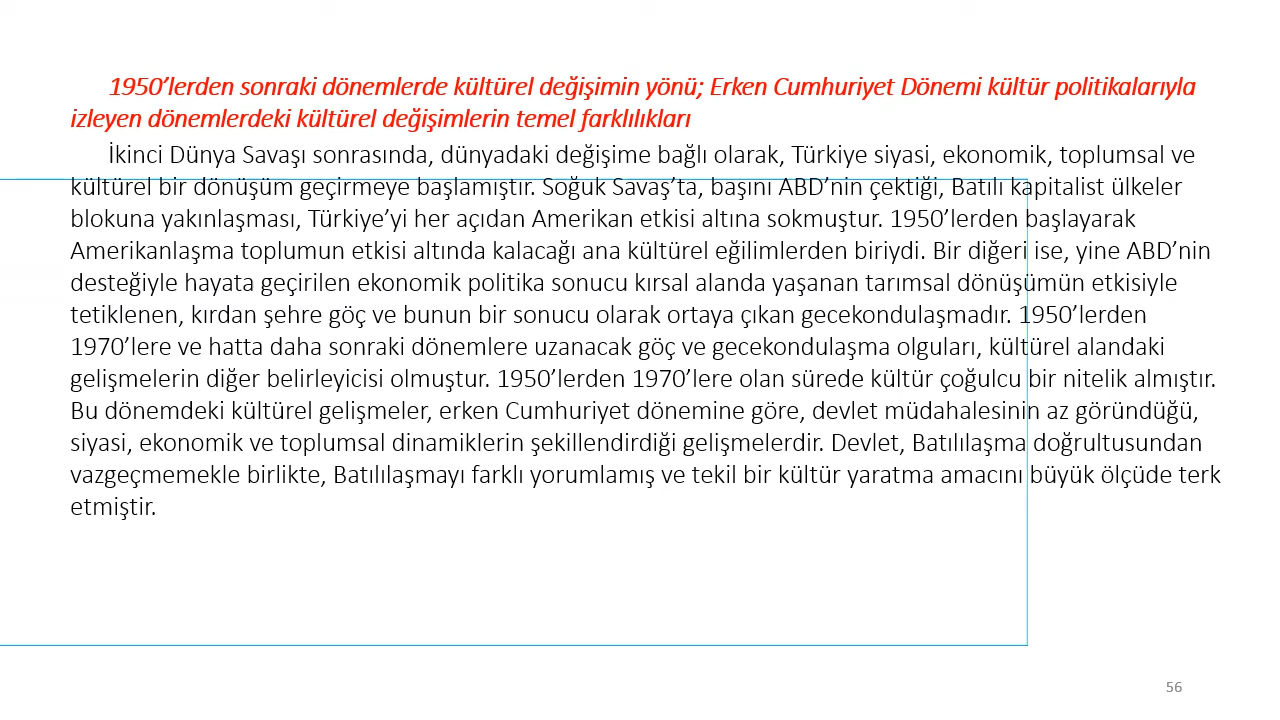 1950’lerden sonraki dönemlerde kültürel değişimin yönü; Erken Cumhuriyet Dönemi kültür politikalarıyla
izleyen dönemlerdeki kültürel değişimlerin temel farklılıkları
İkinci Dünya Savaşı sonrasında, dünyadaki değişime bağlı olarak, Türkiye siyasi, ekonomik, toplumsal ve
kültürel bir dönüşüm geçirmeye başlamıştır. Soğuk Savaş’ta, başını ABD’nin çektiği, Batılı kapitalist ülkeler
blokuna yakınlaşması, Türkiye’yi her açıdan Amerikan etkisi altına sokmuştur. 1950’lerden başlayarak
Amerikanlaşma toplumun etkisi altında kalacağı ana kültürel eğilimlerden biriydi. Bir diğeri ise, yine ABD’nin
desteğiyle hayata geçirilen ekonomik politika sonucu kırsal alanda yaşanan tarımsal dönüşümün etkisiyle
tetiklenen, kırdan şehre göç ve bunun bir sonucu olarak ortaya çıkan gecekondulaşmadır. 1950’lerden
1970’lere ve hatta daha sonraki dönemlere uzanacak göç ve gecekondulaşma olguları, kültürel alandaki
gelişmelerin diğer belirleyicisi olmuştur. 1950’lerden 1970’lere olan sürede kültür çoğulcu bir nitelik almıştır.
Bu dönemdeki kültürel gelişmeler, erken Cumhuriyet dönemine göre, devlet müdahalesinin az göründüğü,
siyasi, ekonomik ve toplumsal dinamiklerin şekillendirdiği gelişmelerdir. Devlet, Batılılaşma doğrultusundan
vazgeçmemekle birlikte, Batılılaşmayı farklı yorumlamış ve tekil bir kültür yaratma amacını büyük ölçüde terk
etmiştir.
56